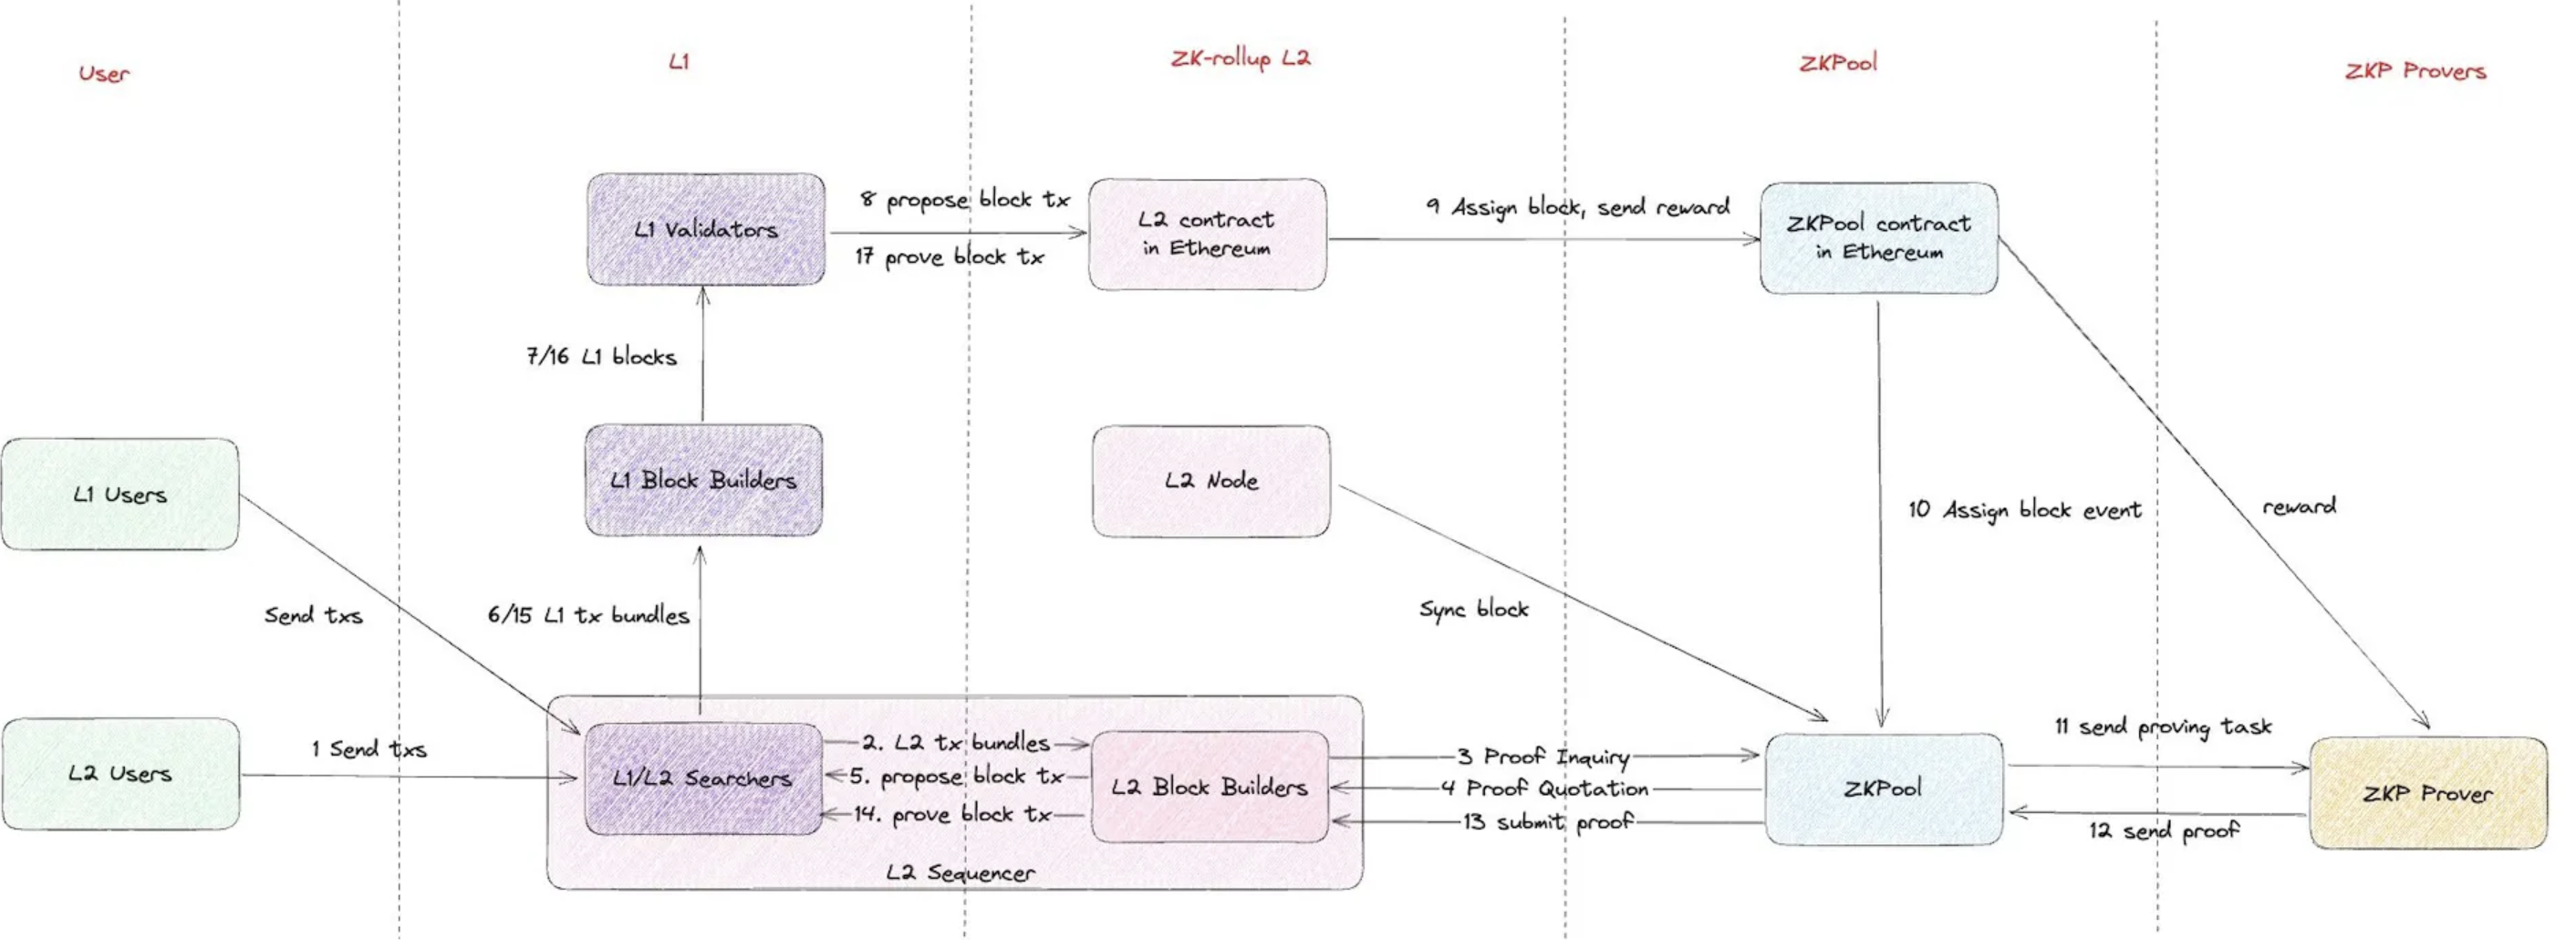 User
L1
ZK-rollup L2
ZKPool
ZKP Provers
L1 Validators
8 propose block tx
17 prove block tx
L2 contract
in Ethereum
9 Assign block, send reward
ZKPool contract
in Ethereum
7/16 L1 blocks
L1 Users
L1 Block Builders
L2 Node
10 Assign block event
reward
Send txs
6/15 L1 tx bundles
Sync block
L2 Users
1 Send txs
L1/L2 Searchers
2. L2 tx bundles
5. propose block tx
14. prove block tx
L2 Block Builders
L2 Sequencer
3 Proof Inquiry
4 Proof Quotation
13 submit proof
ZKPool
11 send proving task
12 send proof
ZKP Prover